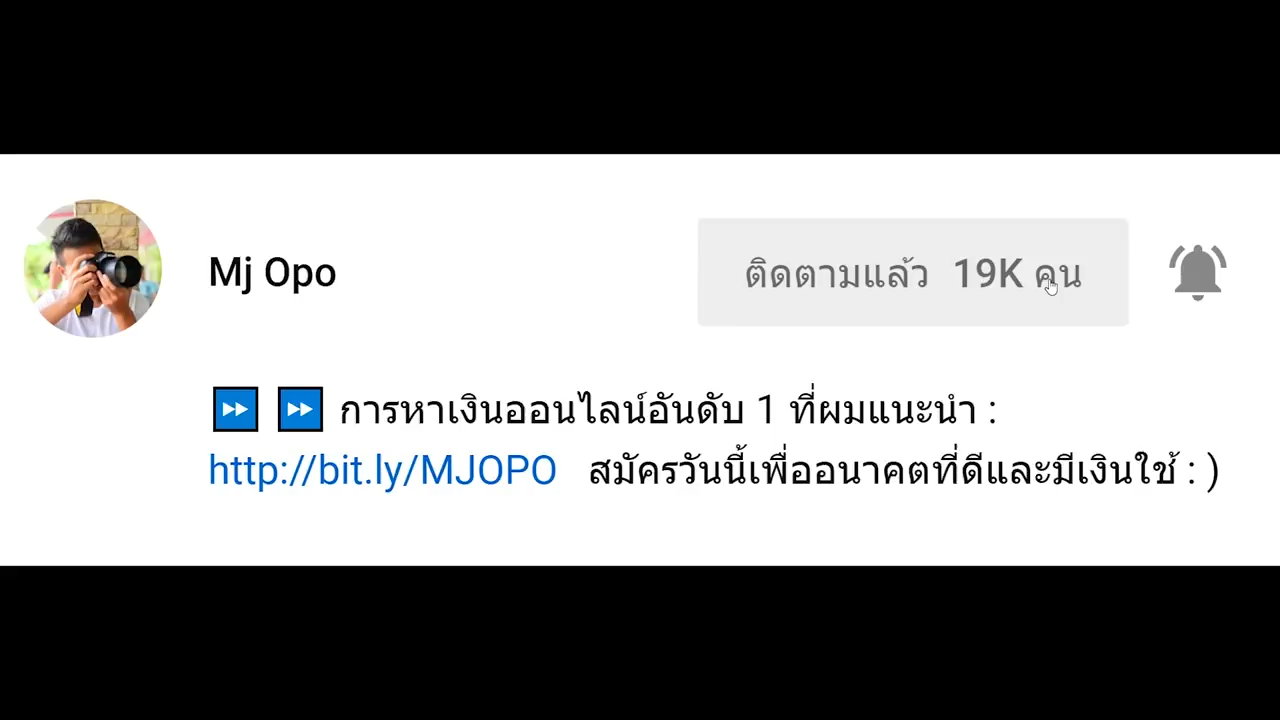 Mj Opo
ติดตามแล้ว 19K คน
⏩ ⏩ การหาเงินออนไลน์อันดับ 1 ที่ผมแนะนำ :
http://bit.ly/MJOPO สมัครวันนี้เพื่ออนาคตที่ดีและมีเงินใช้ : )